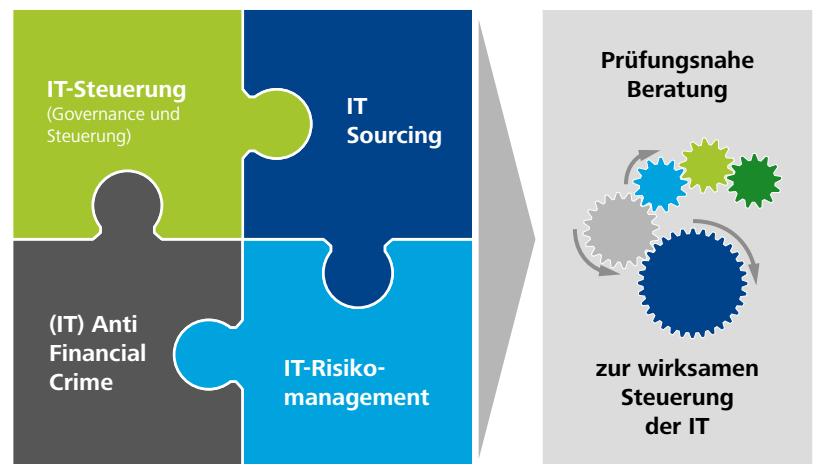 IT-Steuerung
(Governance und
Steuerung)
IT
Sourcing
(IT) Anti
Financial
Crime
IT-Risiko-
management
Prüfungsnahe
Beratung
zur wirksamen
Steuerung
der IT